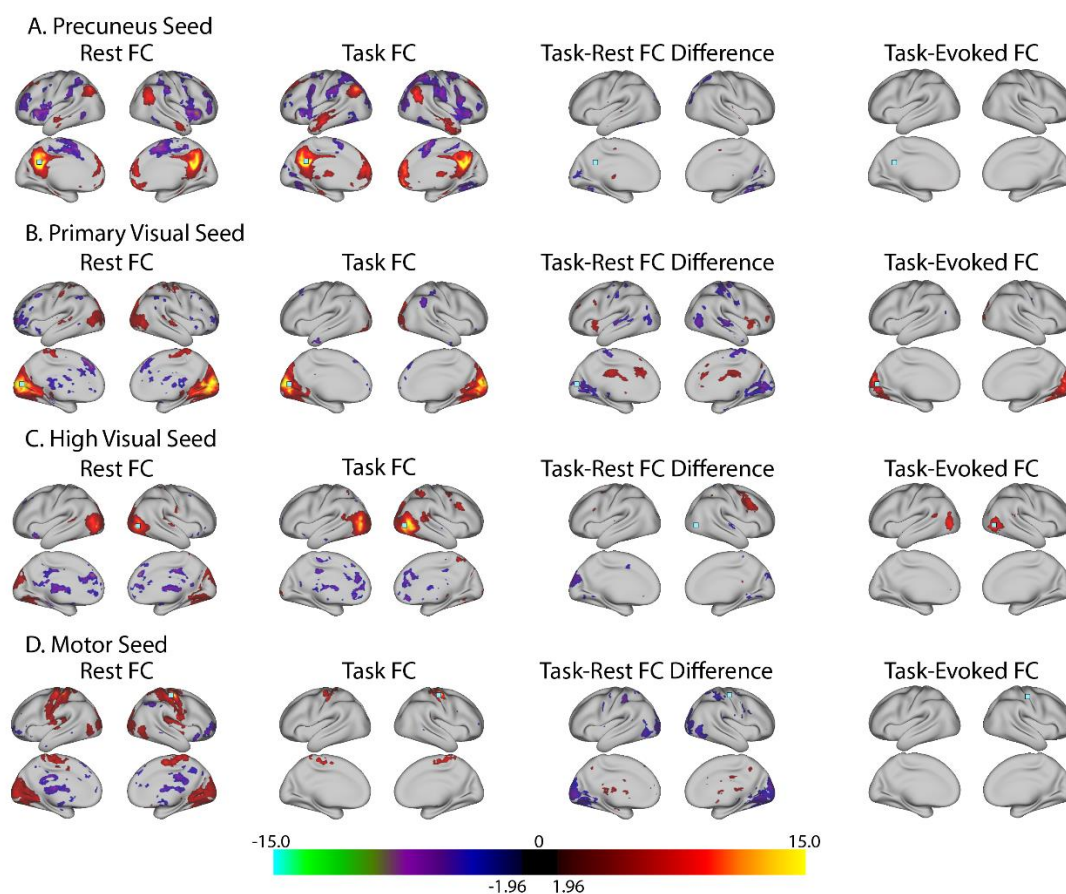 A. Precuneus Seed
Rest FC Task FC Task-Rest FC Difference Task-Evoked FC
B. Primary Visual Seed
Rest FC Task FC Task-Rest FC Difference Task-Evoked FC
C. High Visual Seed
Rest FC Task FC Task-Rest FC Difference Task-Evoked FC
D. Motor Seed
Rest FC Task FC Task-Rest FC Difference Task-Evoked FC
-15.0 0 15.0
-1.96 1.96